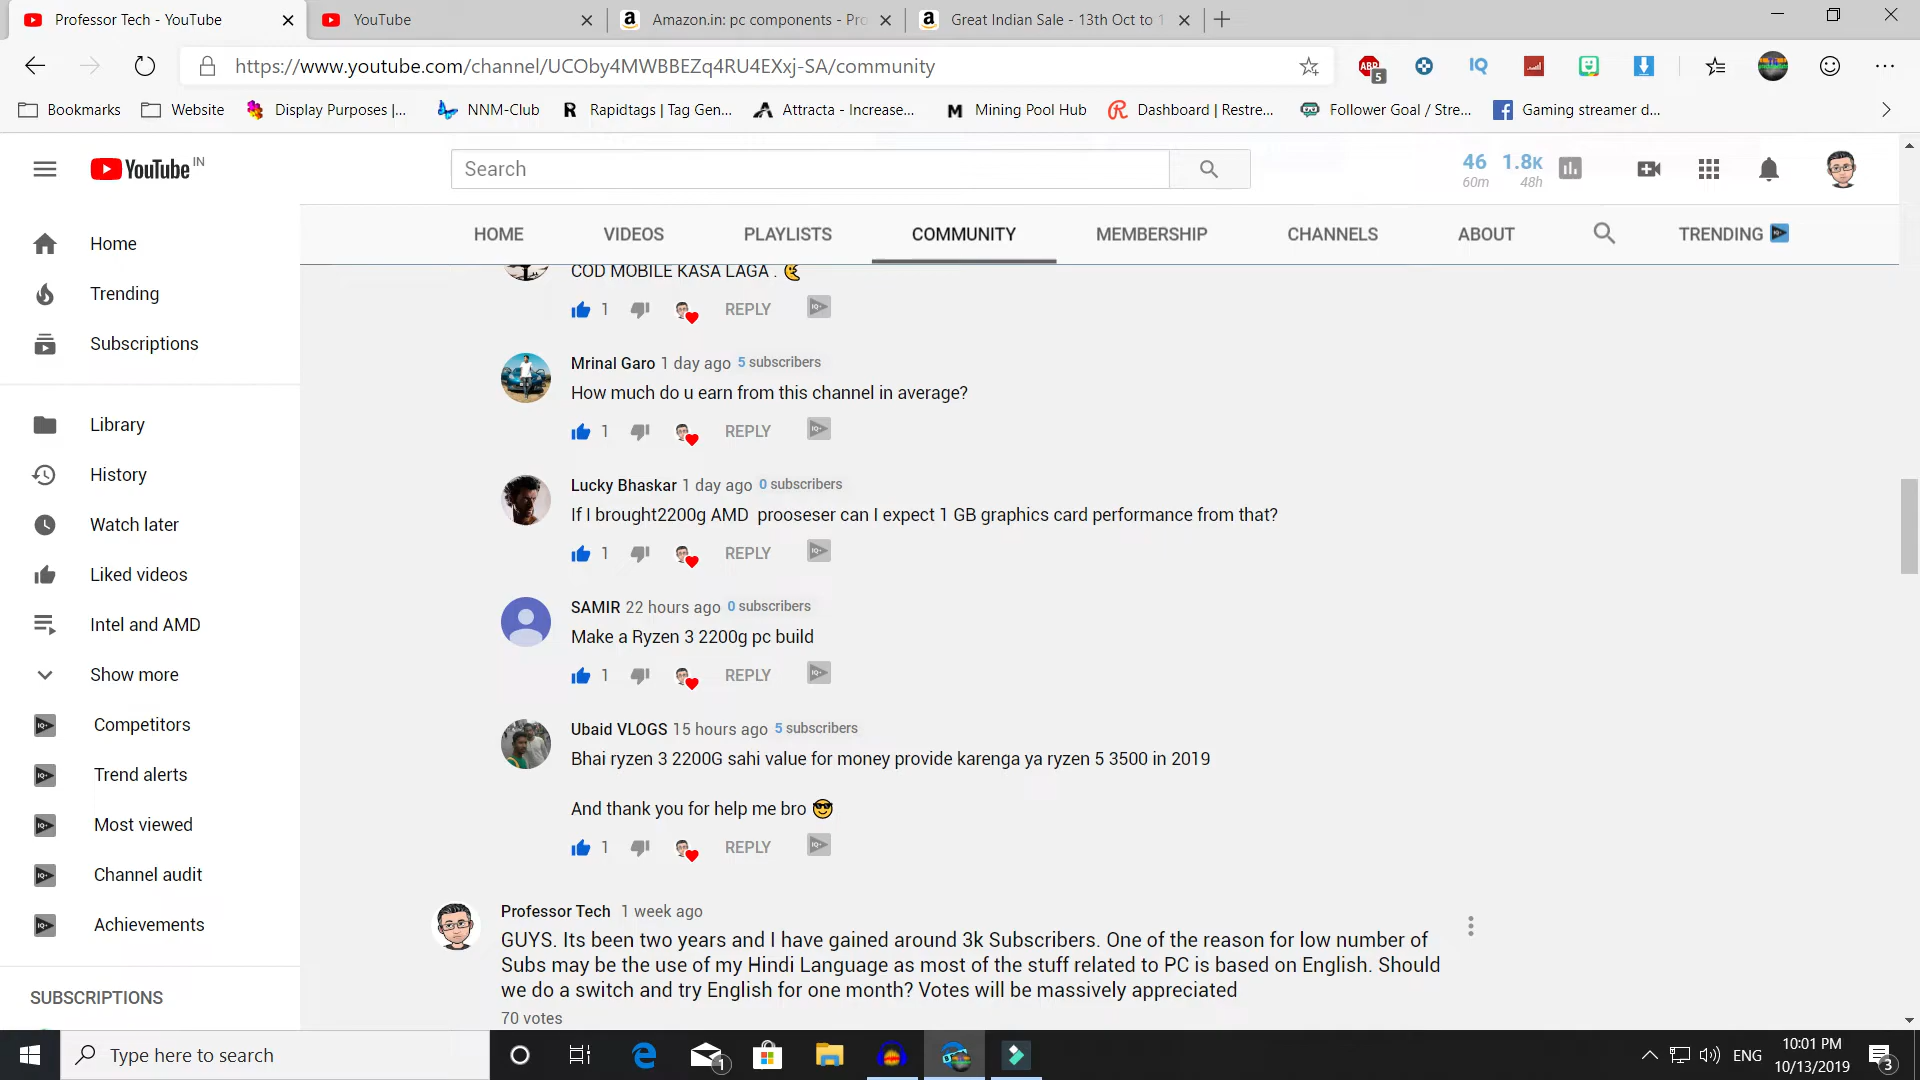 Professor Tech - YouTube
YouTube
Amazon.in: pc components - Pro
Great Indian Sale - 13th Oct to 1
https://www.youtube.com/channel/UCOby4MWBBEZq4RU4EXxj-SA/community
ABP
5
IQ
Bookmarks
Website
Display Purposes |...
NNM-Club
Rapidtags | Tag Gen...
Attracta - Increase...
Mining Pool Hub
Dashboard | Restre...
Follower Goal / Stre...
Gaming streamer d...
YouTube IN
Search
46
60m
1.8K
48h
HOME
VIDEOS
PLAYLISTS
COMMUNITY
MEMBERSHIP
CHANNELS
ABOUT
TRENDING
Home
Trending
Subscriptions
Library
History
Watch later
Liked videos
Intel and AMD
Show more
Competitors
Trend alerts
Most viewed
Channel audit
Achievements
SUBSCRIPTIONS
COD MOBILE KASA LAGA .
1 REPLY
Mrinal Garo 1 day ago 5 subscribers
How much do u earn from this channel in average?
1 REPLY
Lucky Bhaskar 1 day ago 0 subscribers
If I brought2200g AMD prooseser can I expect 1 GB graphics card performance from that?
1 REPLY
SAMIR 22 hours ago 0 subscribers
Make a Ryzen 3 2200g pc build
1 REPLY
Ubaid VLOGS 15 hours ago 5 subscribers
Bhai ryzen 3 2200G sahi value for money provide karenga ya ryzen 5 3500 in 2019
And thank you for help me bro 😎
1 REPLY
Professor Tech 1 week ago
GUYS. Its been two years and I have gained around 3k Subscribers. One of the reason for low number of
Subs may be the use of my Hindi Language as most of the stuff related to PC is based on English. Should
we do a switch and try English for one month? Votes will be massively appreciated
70 votes
Type here to search
1
ENG
10:01 PM
10/13/2019
3